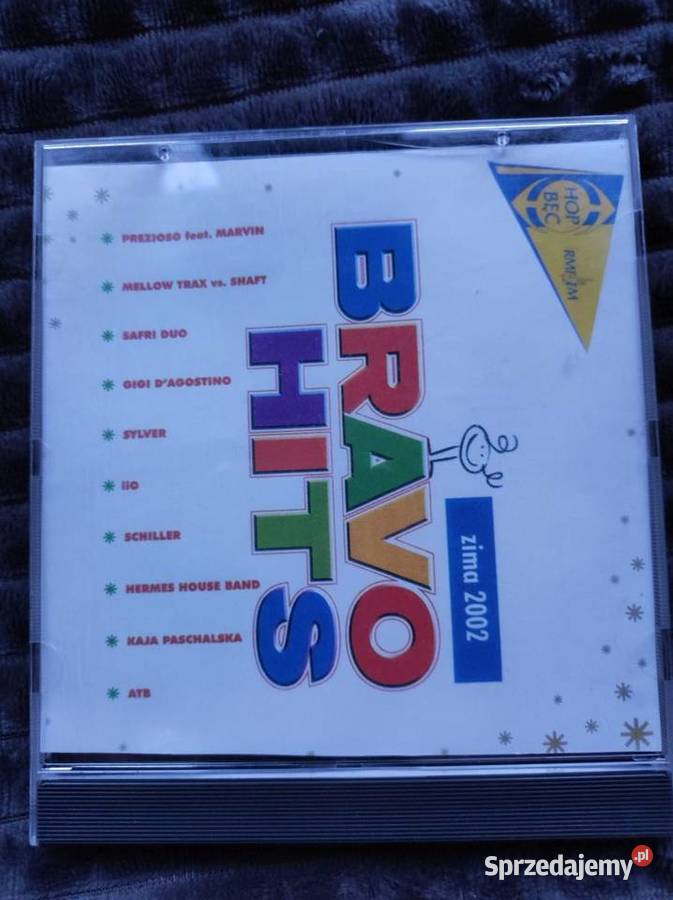 HOP
BĘC
RMF FM
BRAVO
HITS
zima 2002
PREZIOSO feat. MARVIN
MELLOW TRAX vs. SHAFT
SAFRI DUO
GIGI D'AGOSTINO
SYLVER
iiO
SCHILLER
HERMES HOUSE BAND
KAJA PASCHALSKA
ATB
Sprzedajemy.pl